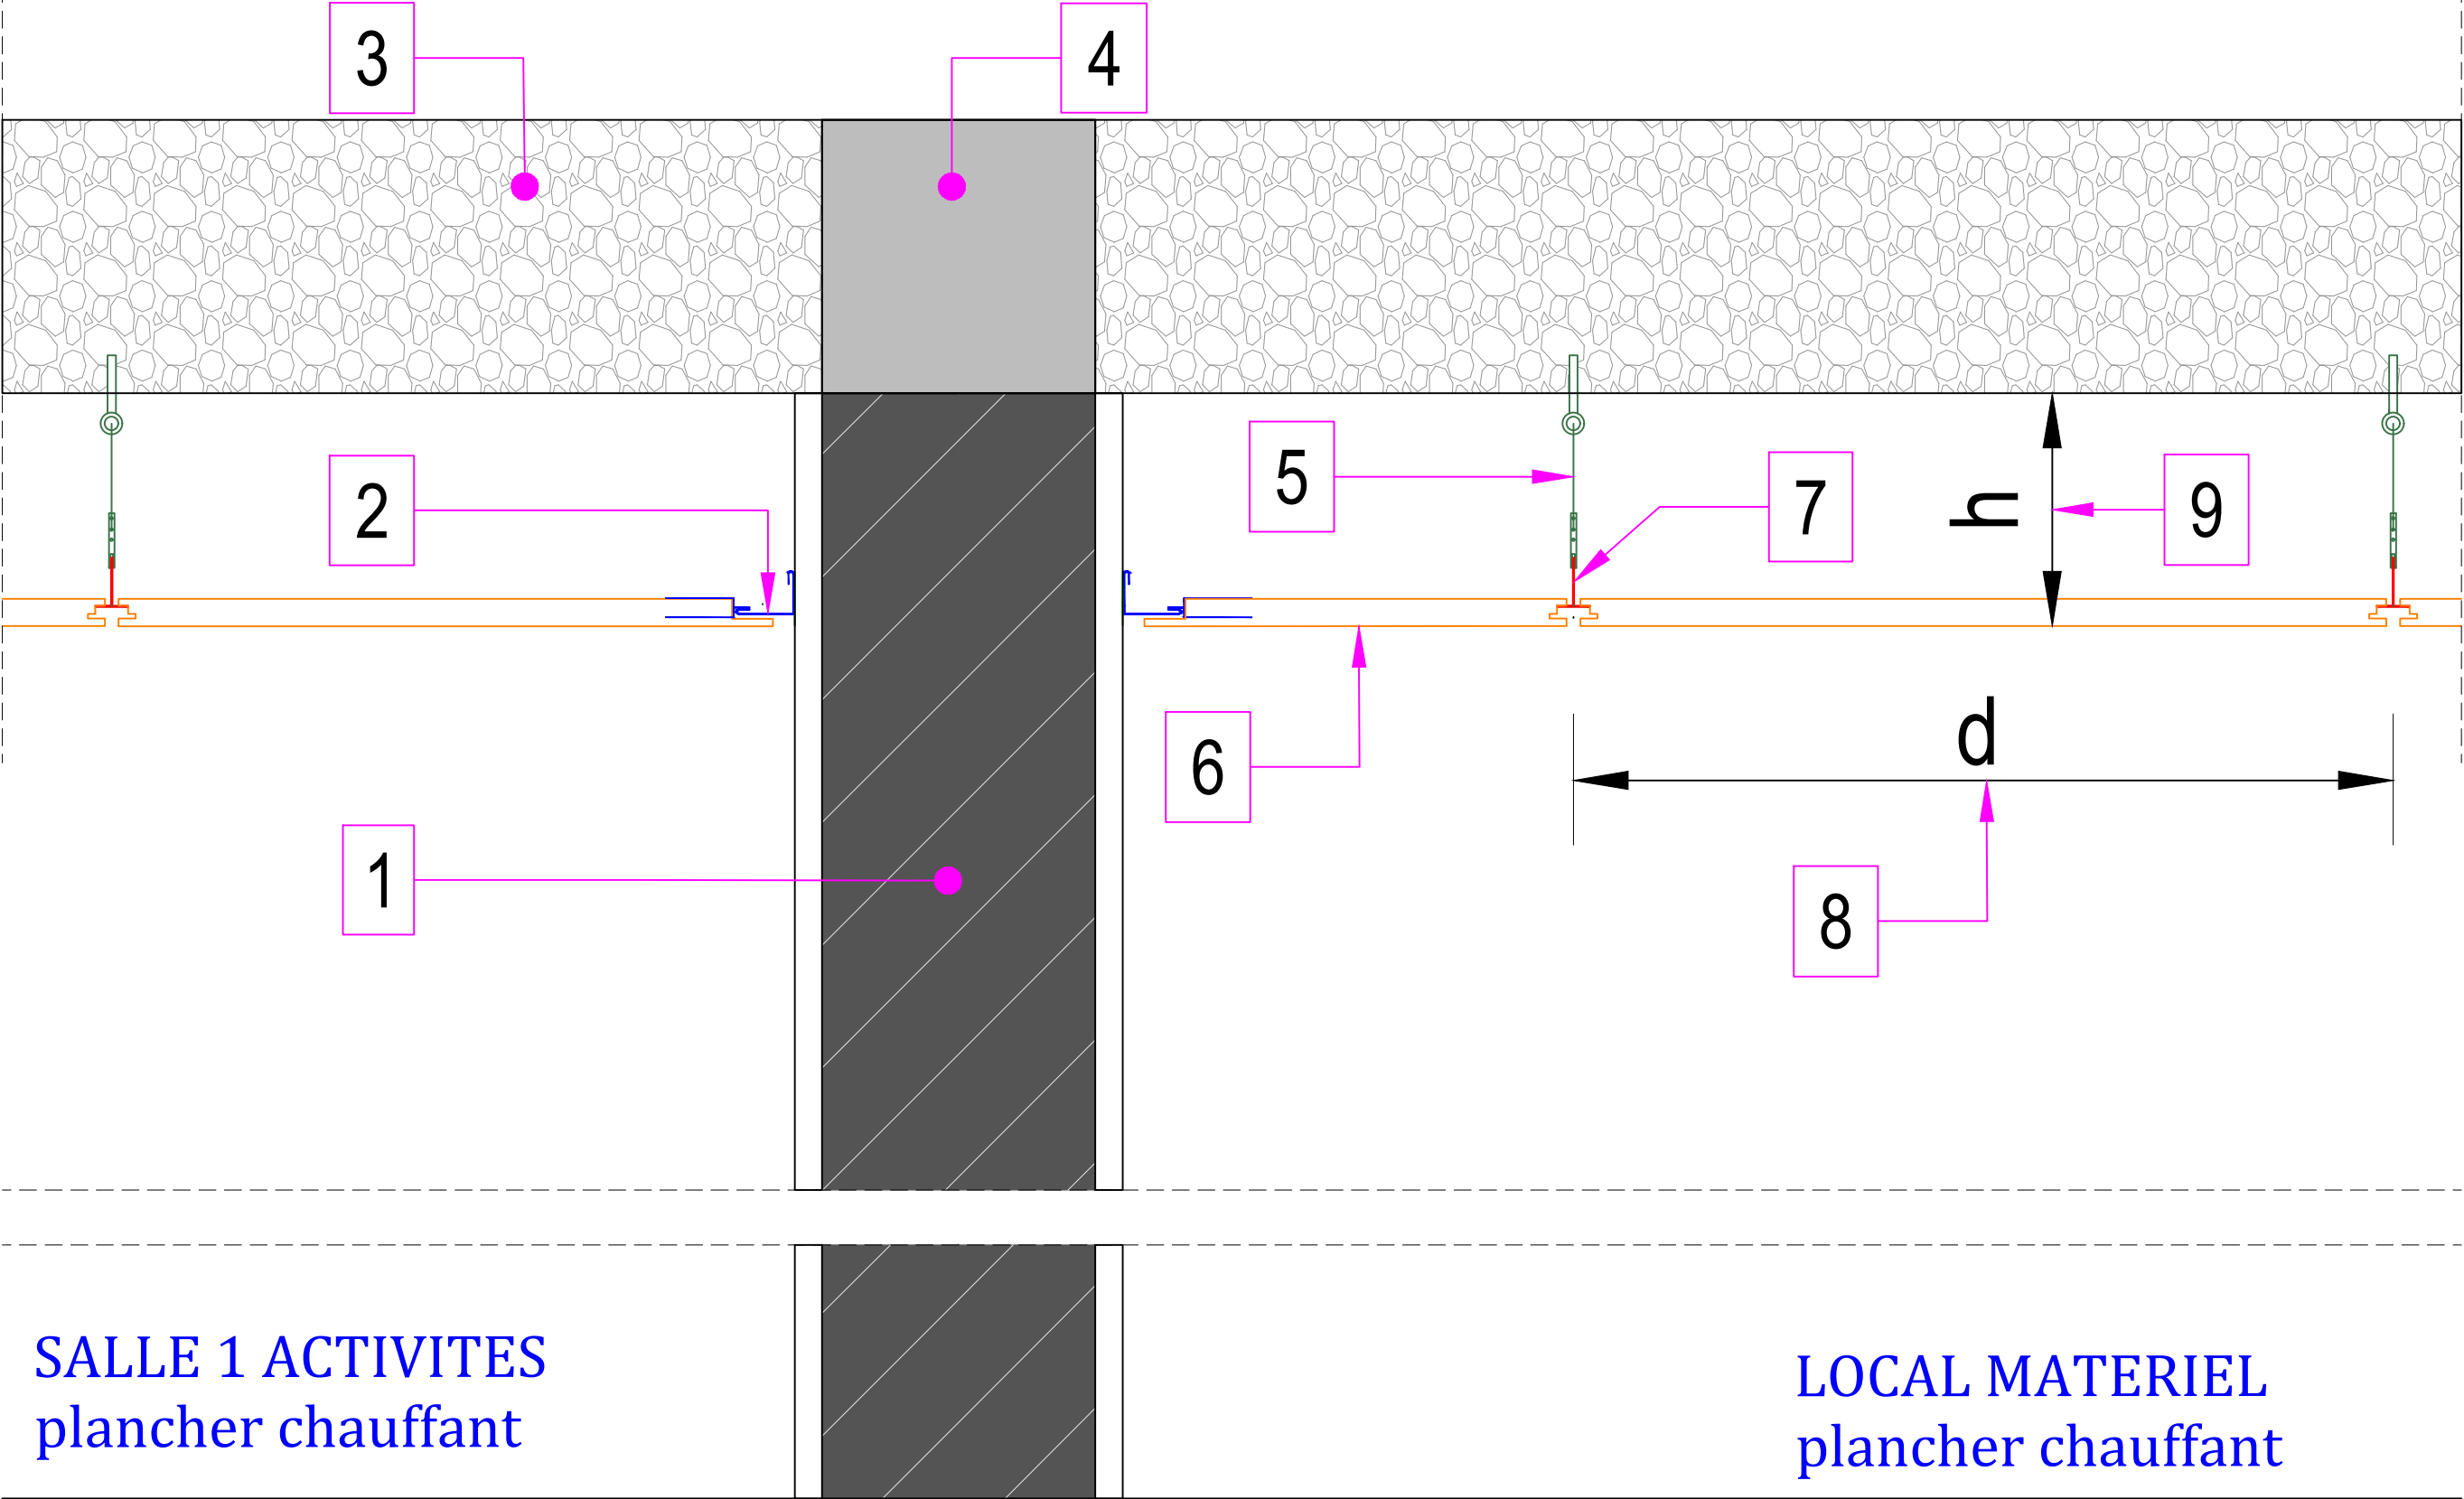 3
4
2
5
7
h
9
6
d
1
8
SALLE 1 ACTIVITES
plancher chauffant
LOCAL MATERIEL
plancher chauffant